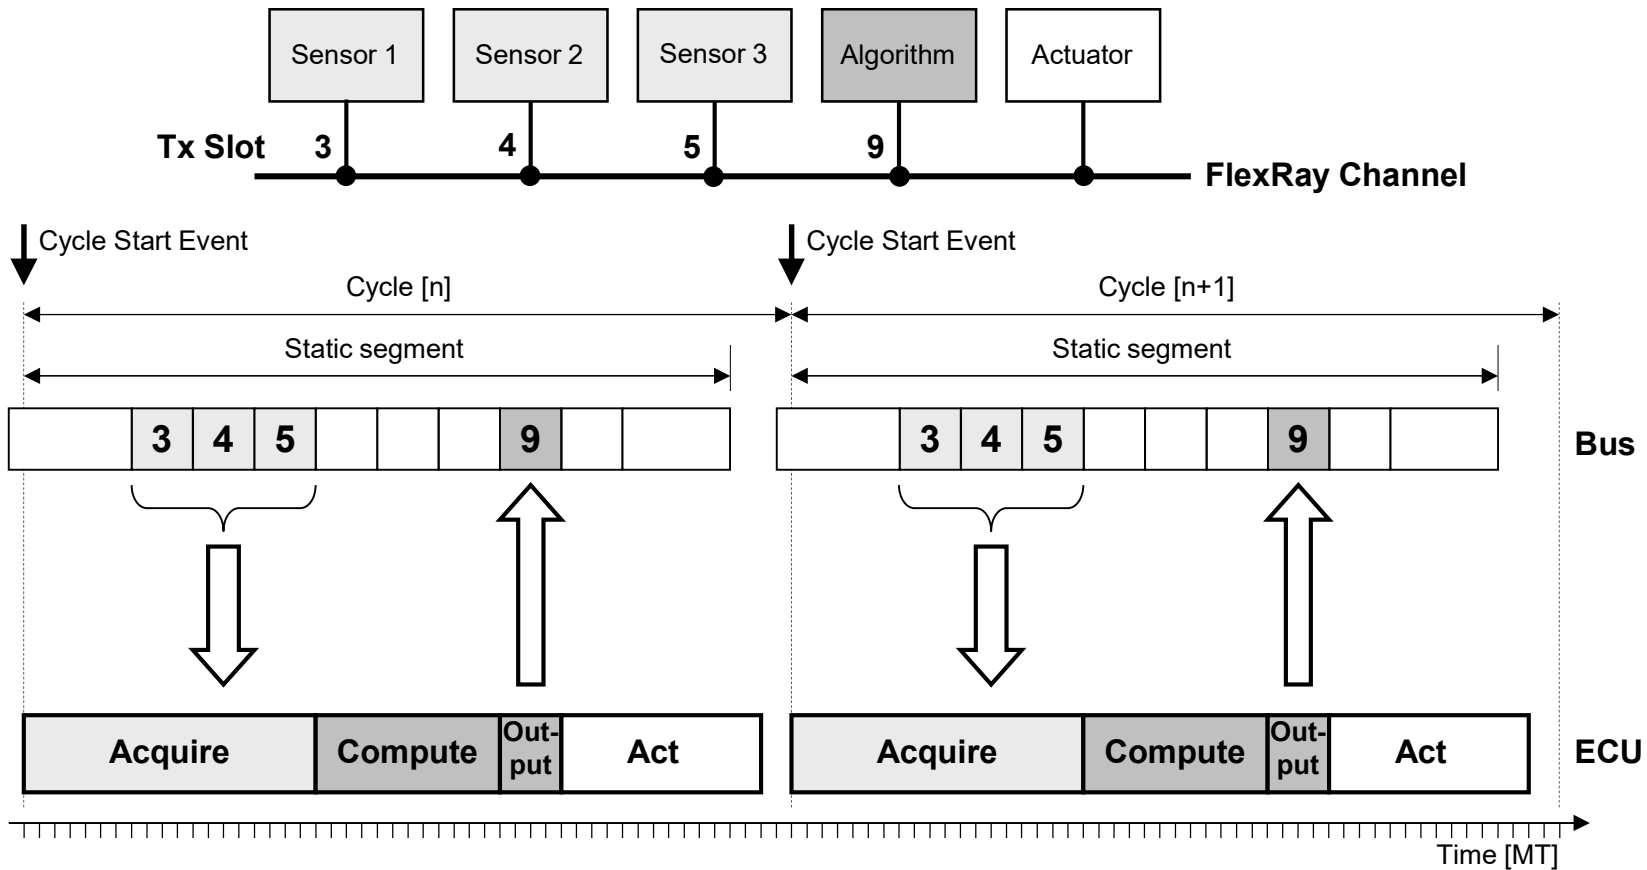 Sensor 1 Sensor 2 Sensor 3 Algorithm Actuator
Tx Slot 3 4 5 9
FlexRay Channel
Cycle Start Event Cycle Start Event
Cycle [n] Cycle [n+1]
Static segment Static segment
3 4 5 9 3 4 5 9 Bus
Acquire Compute Out-
put Act Acquire Compute Out-
put Act ECU
Time [MT]